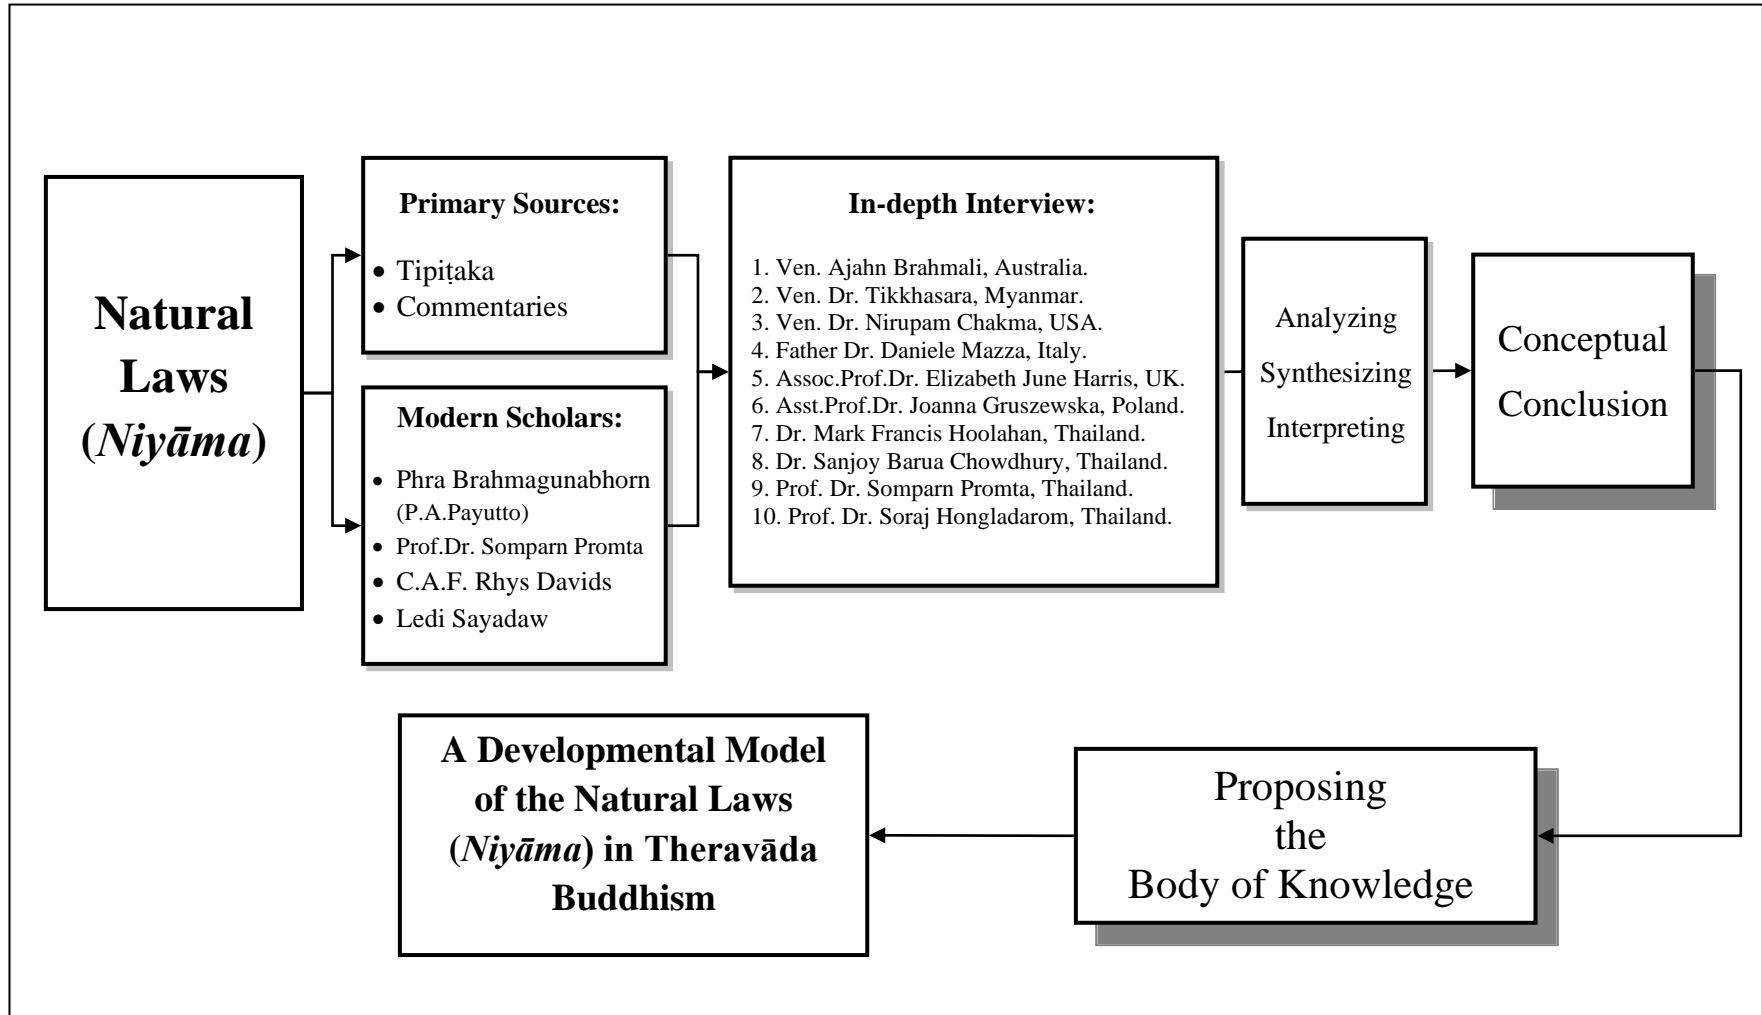 Natural
Laws
(Niyāma)
Primary Sources:
• Tipiṭaka
• Commentaries
Modern Scholars:
• Phra Brahmagunabhorn
(P.A.Payutto)
• Prof.Dr. Somparn Promta
• C.A.F. Rhys Davids
• Ledi Sayadaw
In-depth Interview:
1. Ven. Ajahn Brahmali, Australia.
2. Ven. Dr. Tikkhasara, Myanmar.
3. Ven. Dr. Nirupam Chakma, USA.
4. Father Dr. Daniele Mazza, Italy.
5. Assoc.Prof.Dr. Elizabeth June Harris, UK.
6. Asst.Prof.Dr. Joanna Gruszewska, Poland.
7. Dr. Mark Francis Hoolahan, Thailand.
8. Dr. Sanjoy Barua Chowdhury, Thailand.
9. Prof. Dr. Somparn Promta, Thailand.
10. Prof. Dr. Soraj Hongladarom, Thailand.
Analyzing
Synthesizing
Interpreting
Conceptual
Conclusion
Proposing
the
Body of Knowledge
A Developmental Model
of the Natural Laws
(Niyāma) in Theravāda
Buddhism